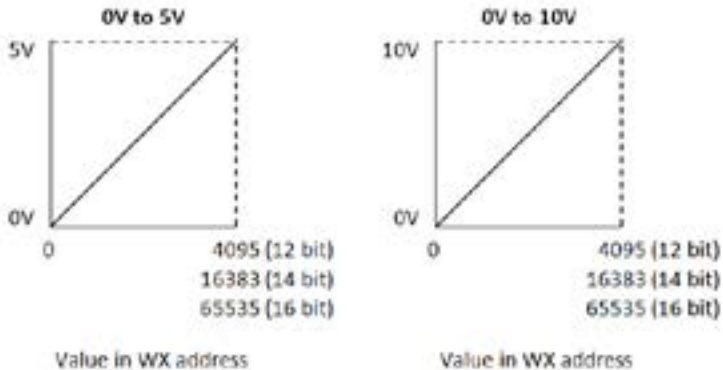 0V to 5V
5V
0V
0
4095 (12 bit)
16383 (14 bit)
65535 (16 bit)
Value in WX address
0V to 10V
10V
0V
0
4095 (12 bit)
16383 (14 bit)
65535 (16 bit)
Value in WX address